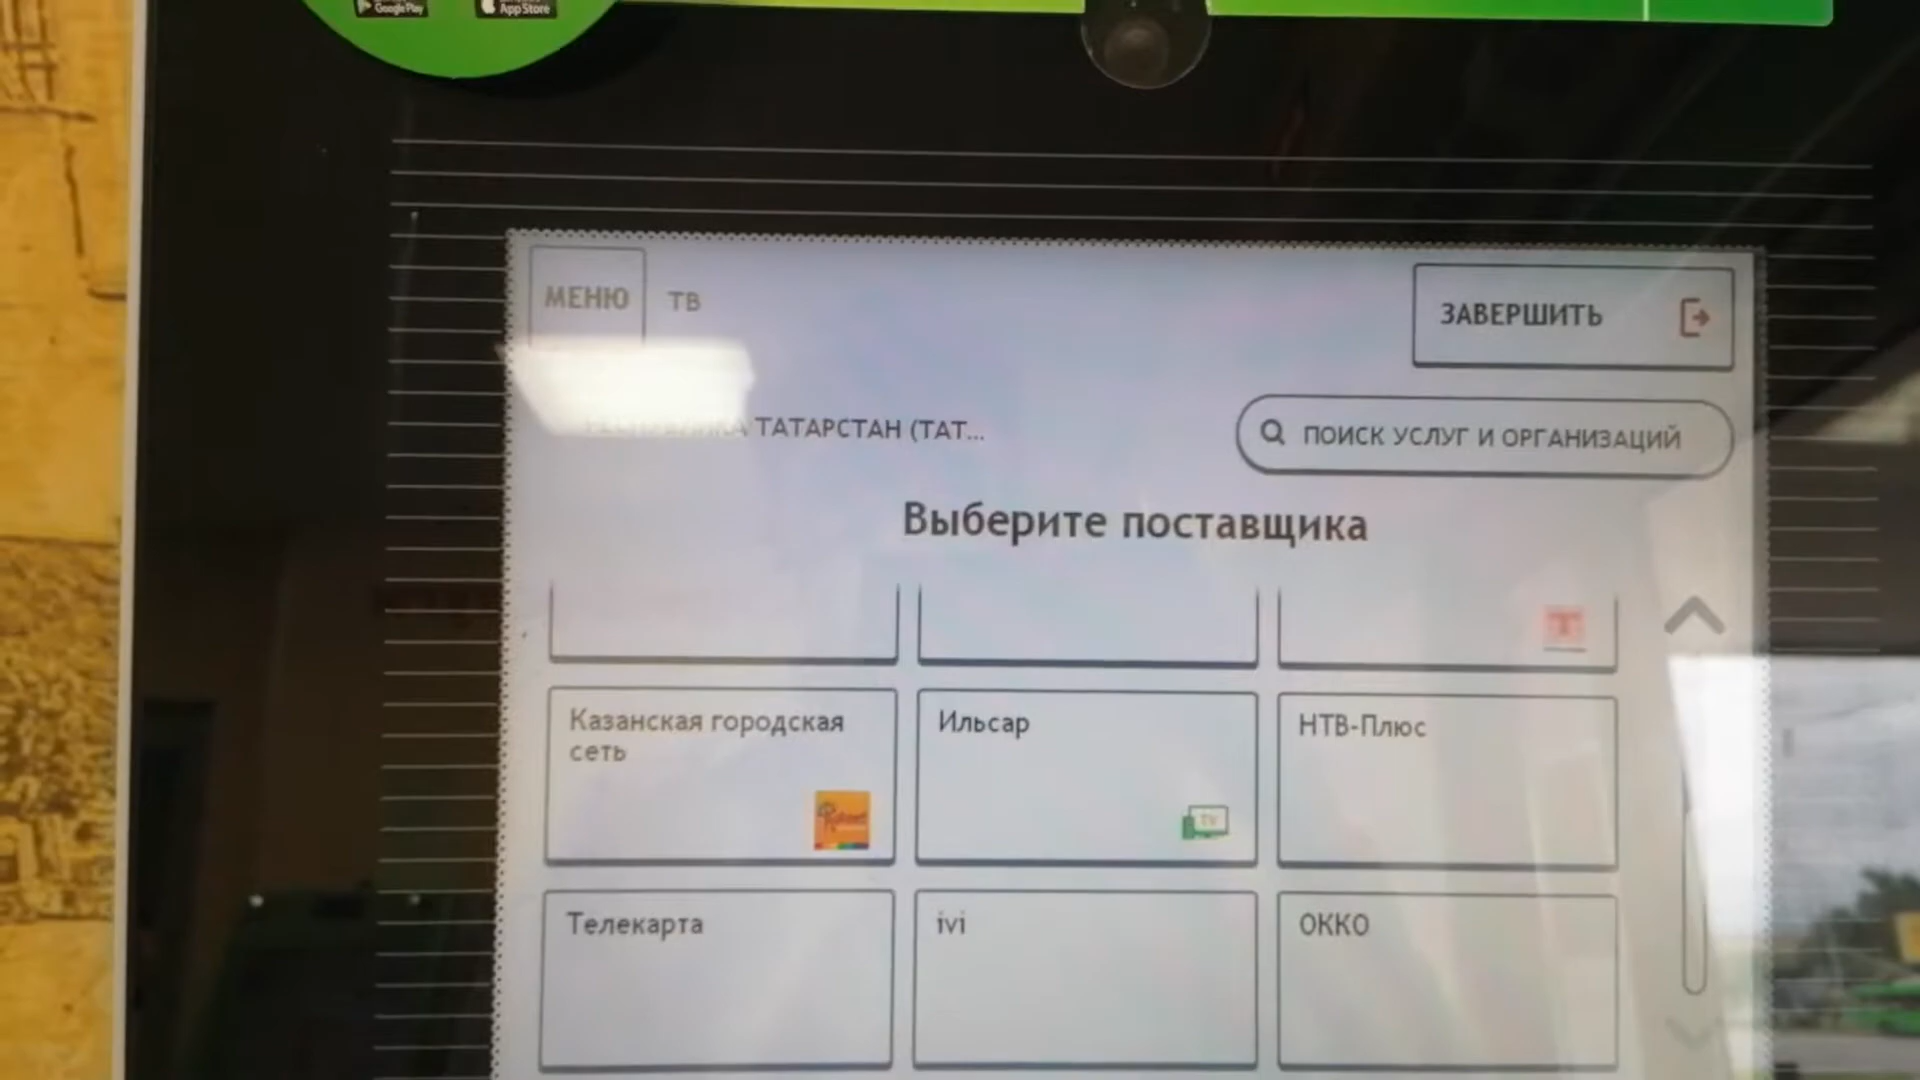 Google Play
App Store
МЕНЮ
ТВ
ЗАВЕРШИТЬ
ТАТАРСТАН (ТАТ...
ПОИСК УСЛУГ И ОРГАНИЗАЦИЙ
Выберите поставщика
Казанская городская
сеть
Ильсар
НТВ-Плюс
TV
Телекарта
ivi
ОККО